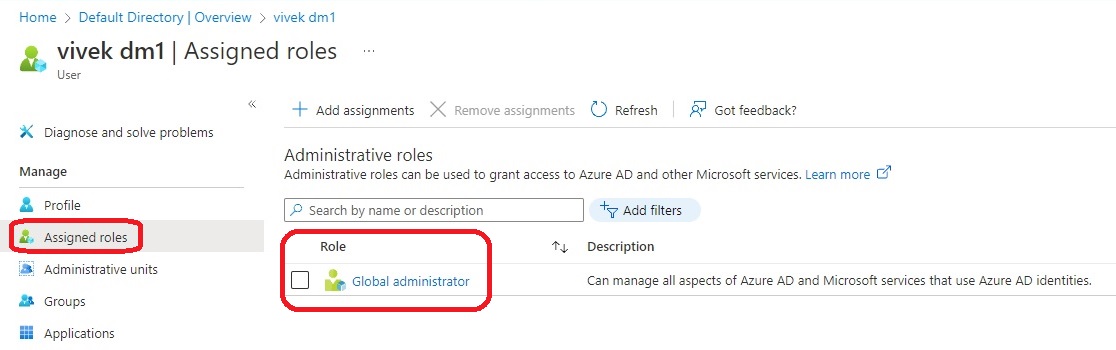 Home > Default Directory | Overview > vivek dm1
vivek dm1 | Assigned roles ...
User
«
Diagnose and solve problems
Manage
Profile
Assigned roles
Administrative units
Groups
Applications
+ Add assignments × Remove assignments Refresh | Got feedback?
Administrative roles
Administrative roles can be used to grant access to Azure AD and other Microsoft services. Learn more
Search by name or description Add filters
Role ↑↓ Description
Global administrator Can manage all aspects of Azure AD and Microsoft services that use Azure AD identities.